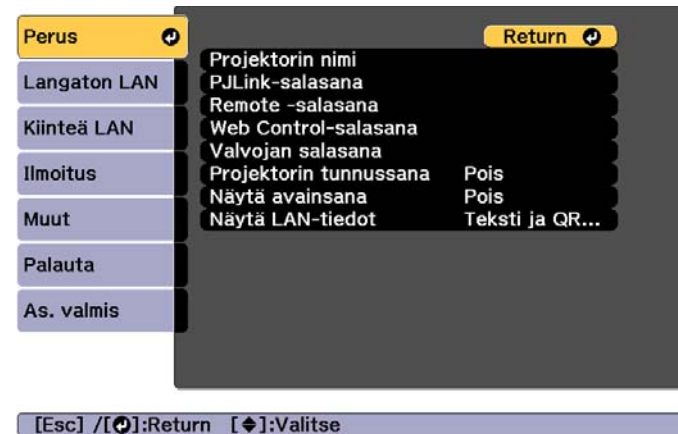 Perus
Langaton LAN
Kiinteä LAN
Ilmoitus
Muut
Palauta
As. valmis
Return
Projektorin nimi
PJLink-salasana
Remote -salasana
Web Control-salasana
Valvojan salasana
Projektorin tunnussana Pois
Näytä avainsana Pois
Näytä LAN-tiedot Teksti ja QR...
[Esc] /[⏎]:Return [◆]:Valitse